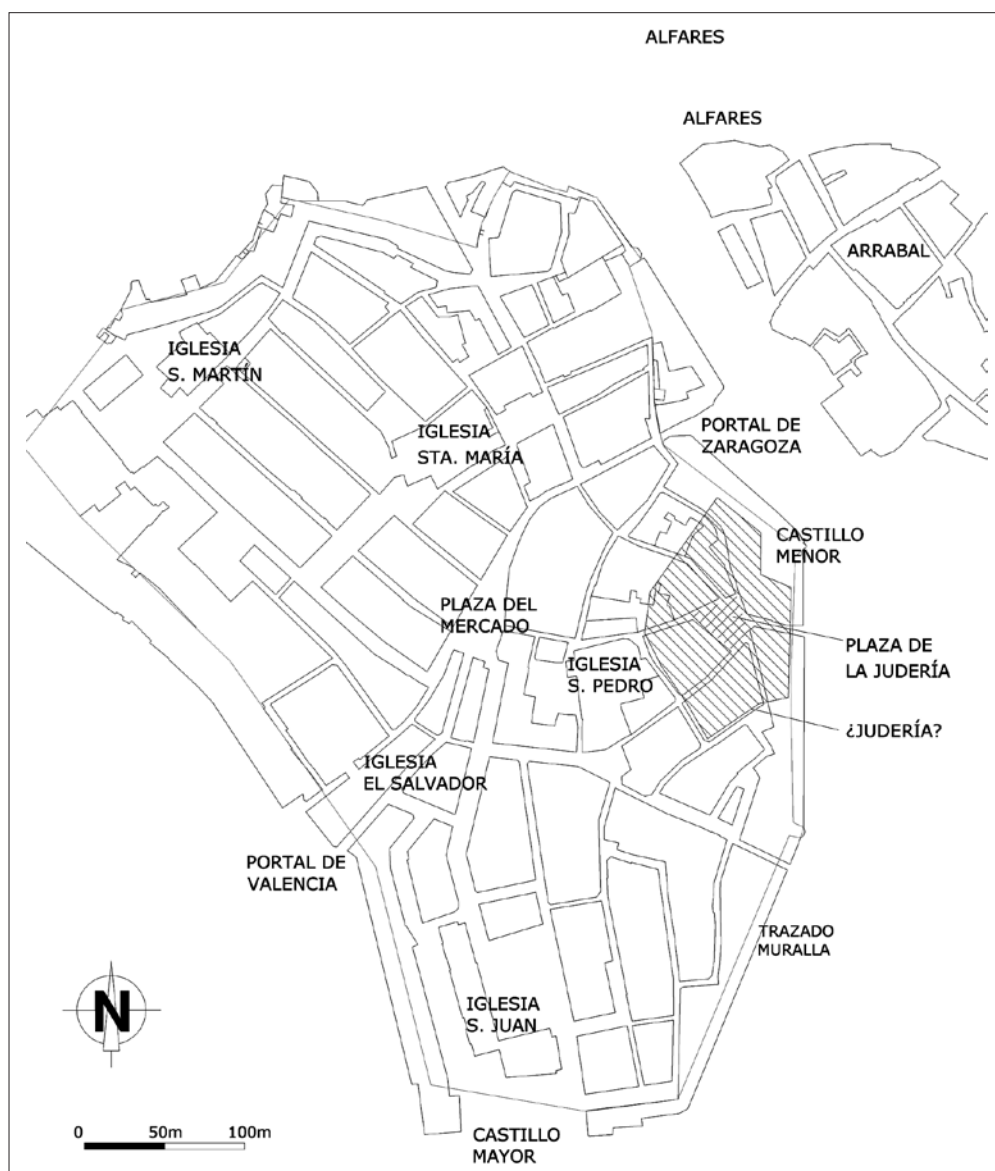 ALFARES
ALFARES
ARRABAL
IGLESIA
S. MARTÍN
IGLESIA
STA. MARÍA
PORTAL DE
ZARAGOZA
CASTILLO
MENOR
PLAZA DEL
MERCADO
PLAZA DE
LA JUDERÍA
IGLESIA
S. PEDRO
¿JUDERÍA?
IGLESIA
EL SALVADOR
PORTAL DE
VALENCIA
TRAZADO
MURALLA
IGLESIA
S. JUAN
N
0 50m 100m
CASTILLO
MAYOR